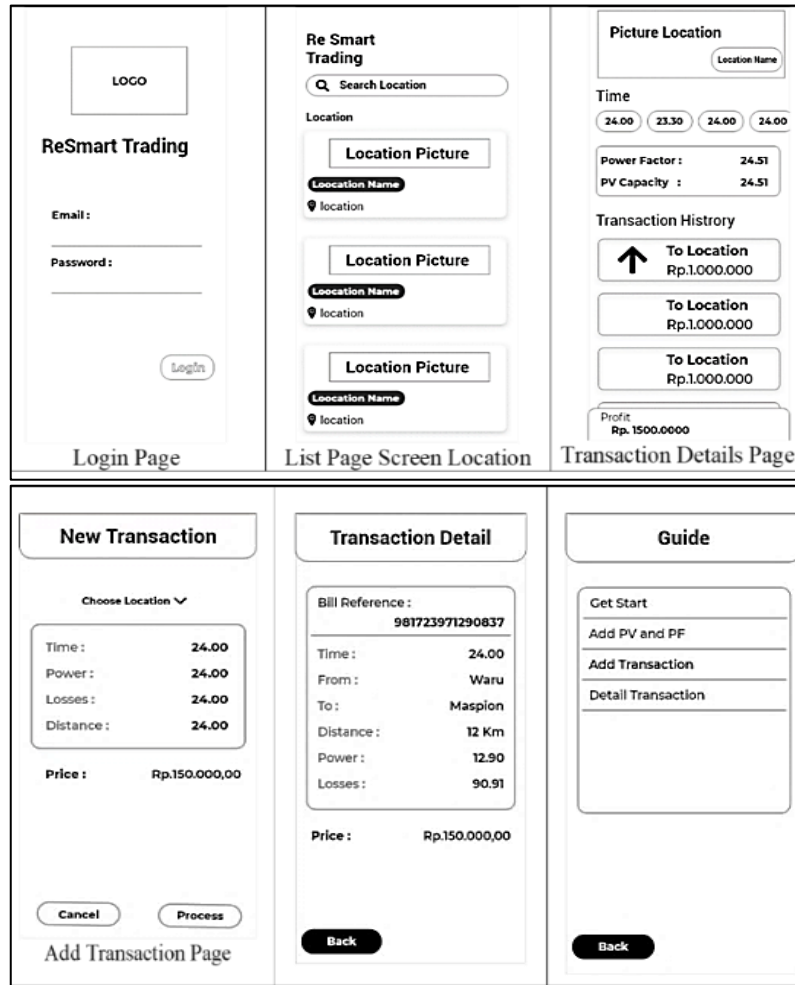 LOGO
ReSmart Trading
Email :
Password :
Login
Login Page
Re Smart
Trading
Search Location
Location
Location Picture
Loocation Name
location
Location Picture
Loocation Name
location
Location Picture
Loocation Name
location
List Page Screen Location
Picture Location
Location Name
Time
24.00 23.30 24.00 24.00
Power Factor : 24.51
PV Capacity : 24.51
Transaction Histrory
To Location
Rp.1.000.000
To Location
Rp.1.000.000
To Location
Rp.1.000.000
Profit
Rp. 1500.0000
Transaction Details Page
New Transaction
Choose Location
Time : 24.00
Power : 24.00
Losses : 24.00
Distance : 24.00
Price : Rp.150.000,00
Cancel Process
Add Transaction Page
Transaction Detail
Bill Reference :
981723971290837
Time : 24.00
From : Waru
To : Maspion
Distance : 12 Km
Power : 12.90
Losses : 90.91
Price : Rp.150.000,00
Back
Guide
Get Start
Add PV and PF
Add Transaction
Detail Transaction
Back